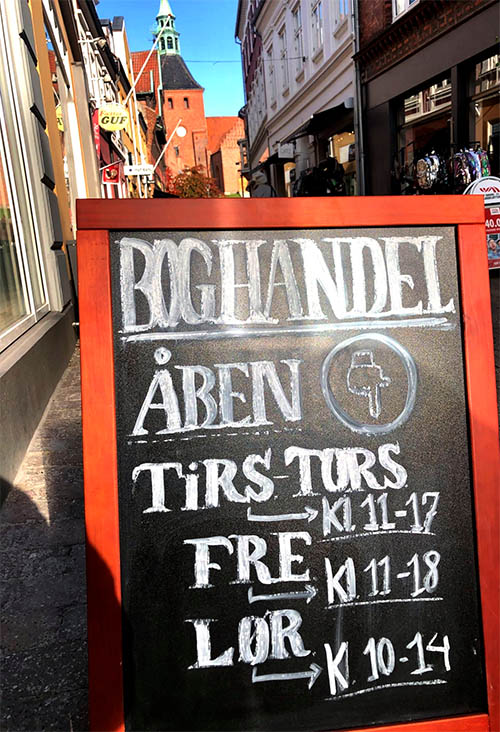 GUF
BOGHANDEL
ÅBEN
TiRS-TORS
Kl. 11-17
FRE
Kl 11-18
LØR
Kl. 10-14